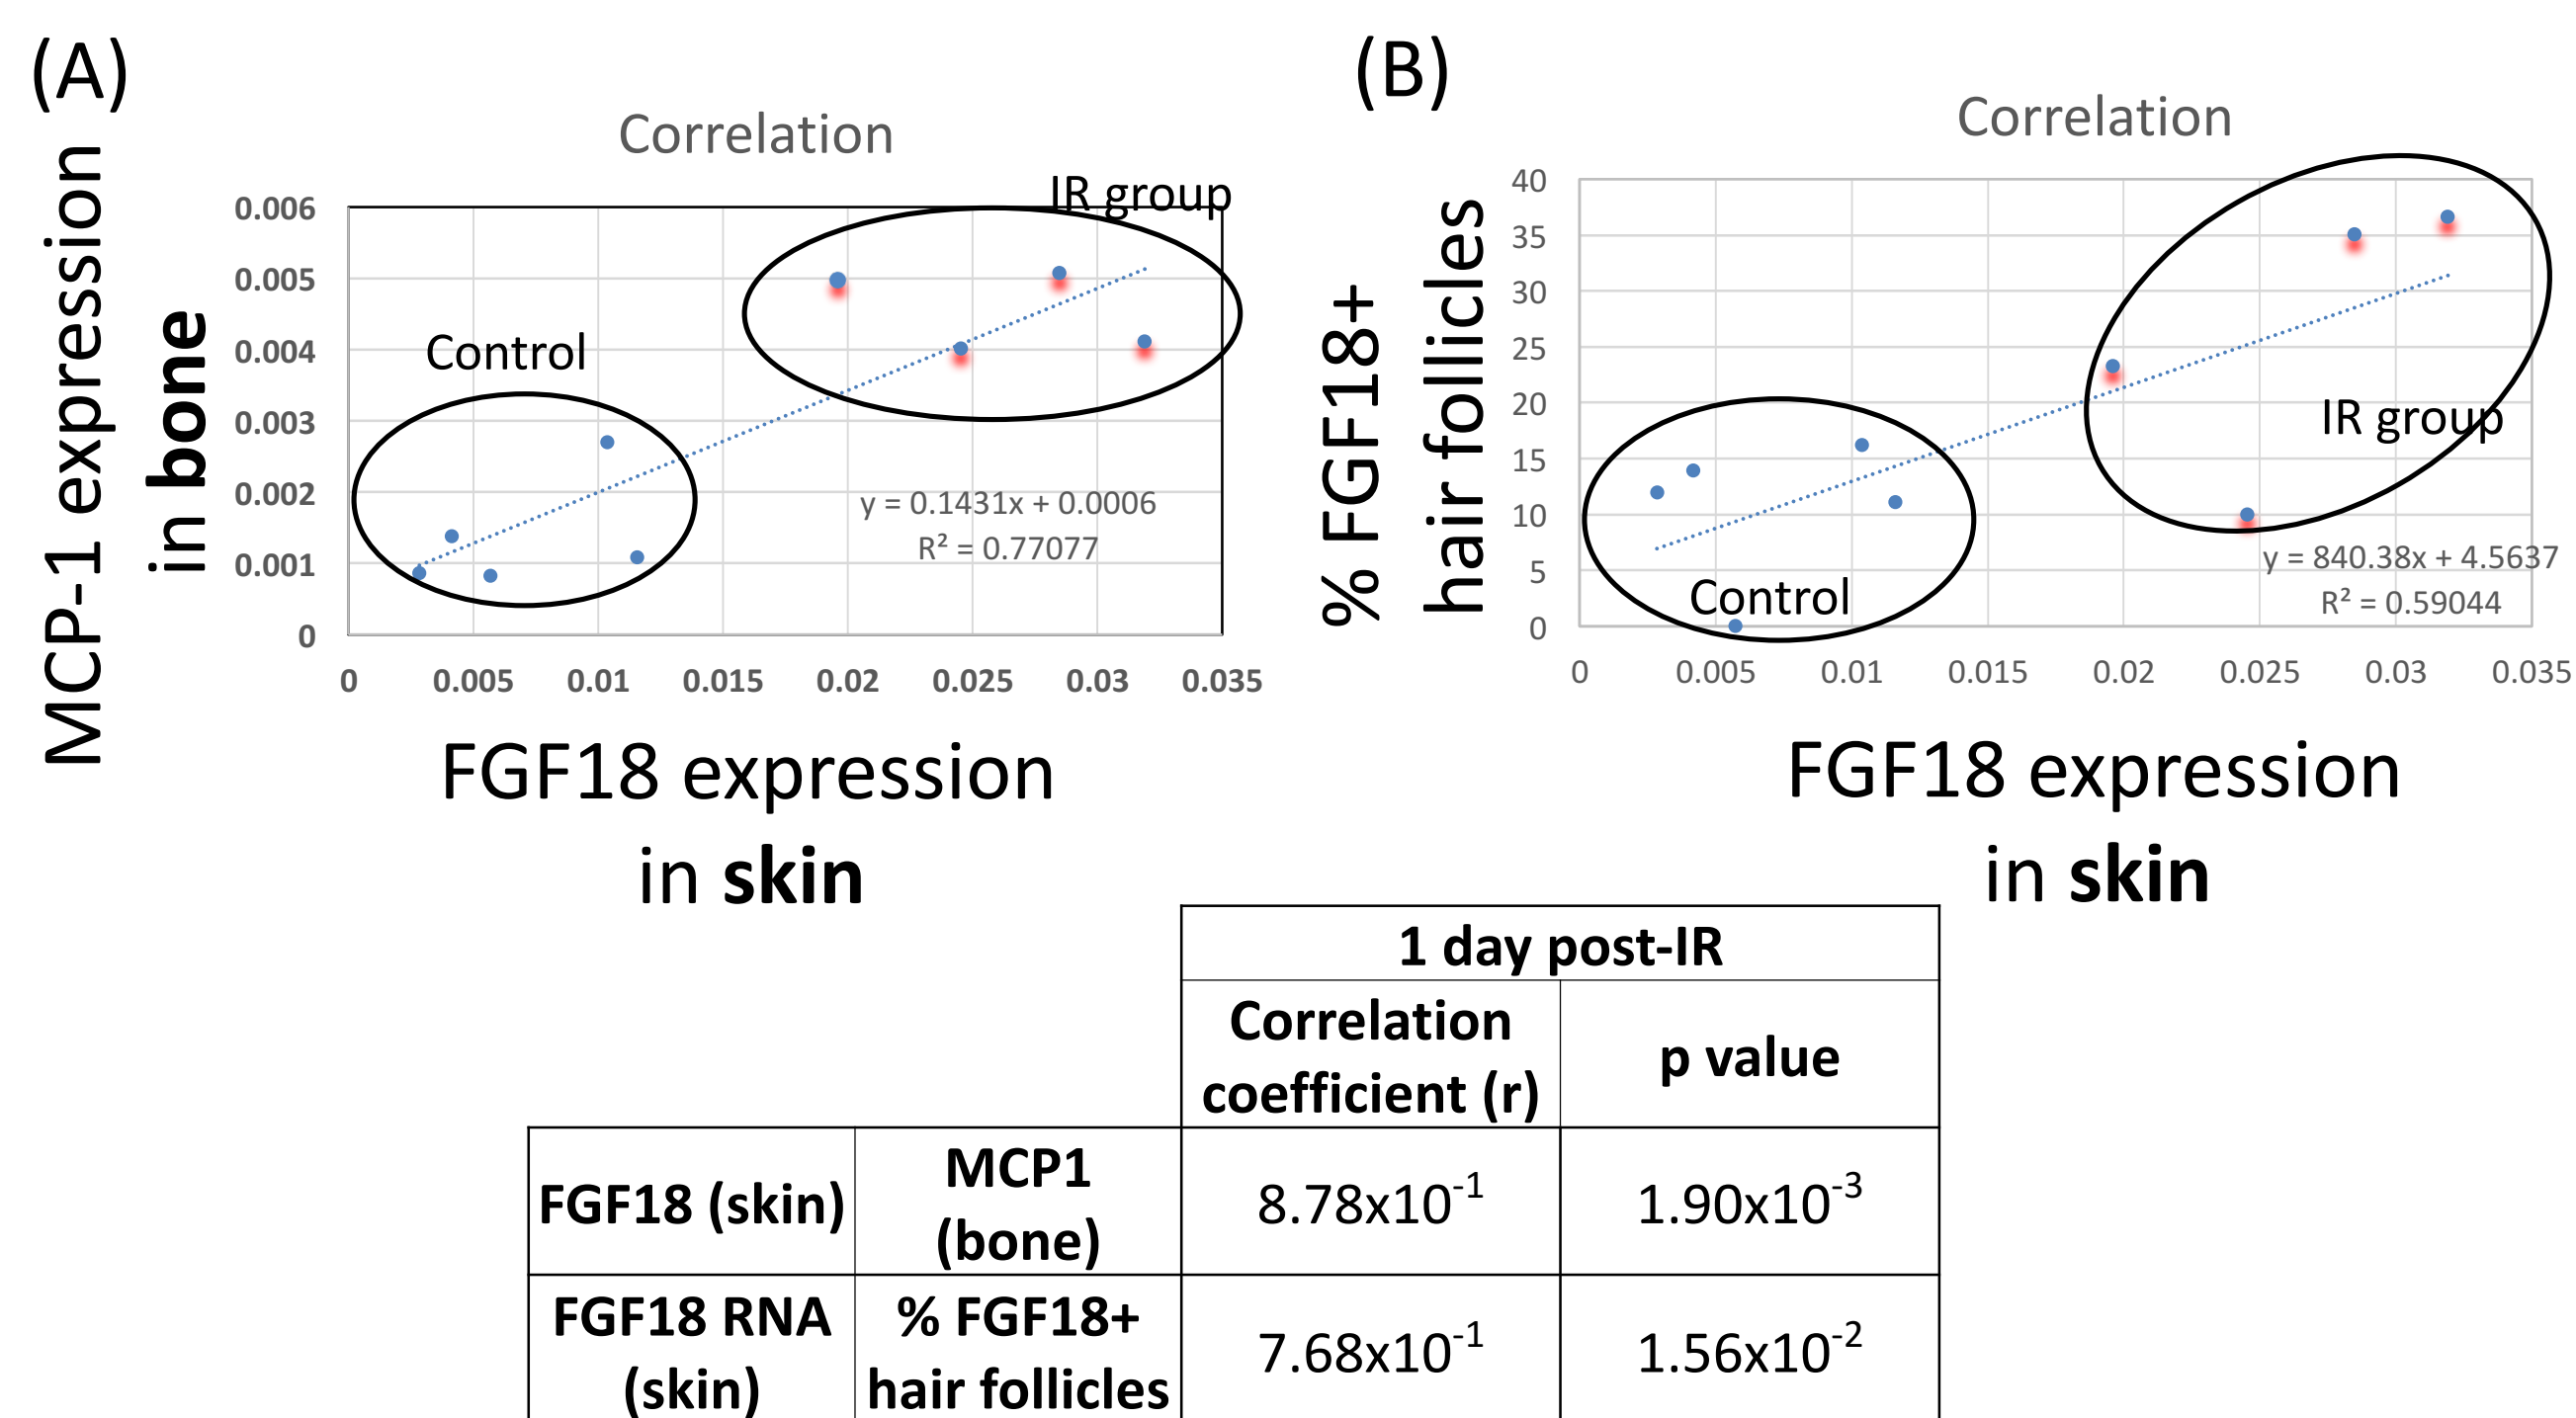 (A)
Correlation
MCP-1 expression
in bone
0.006
0.005
0.004
0.003
0.002
0.001
0
IR group
Control
y = 0.1431x + 0.0006
R² = 0.77077
0 0.005 0.01 0.015 0.02 0.025 0.03 0.035
FGF18 expression
in skin
(B)
Correlation
% FGF18+
hair follicles
40
35
30
25
20
15
10
5
0
IR group
Control
y = 840.38x + 4.5637
R² = 0.59044
0 0.005 0.01 0.015 0.02 0.025 0.03 0.035
FGF18 expression
in skin
1 day post-IR
Correlation
coefficient (r)
p value
FGF18 (skin)
MCP1
(bone)
8.78x10⁻¹
1.90x10⁻³
FGF18 RNA
(skin)
% FGF18+
hair follicles
7.68x10⁻¹
1.56x10⁻²